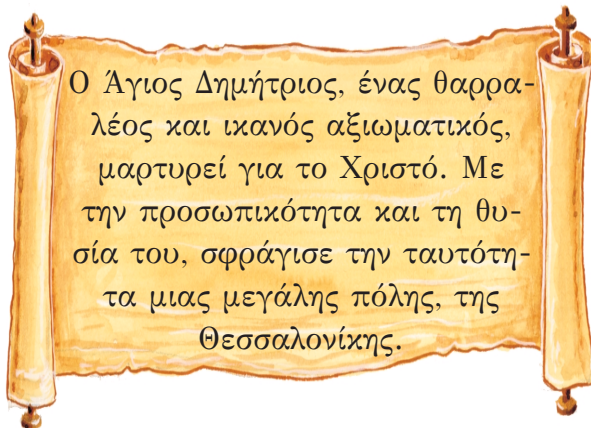 Ο Άγιος Δημήτριος, ένας θαρρα-
λέος και ικανός αξιωματικός,
μαρτυρεί για το Χριστό. Με
την προσωπικότητα και τη θυ-
σία του, σφράγισε την ταυτότη-
τα μιας μεγάλης πόλης, της
Θεσσαλονίκης.